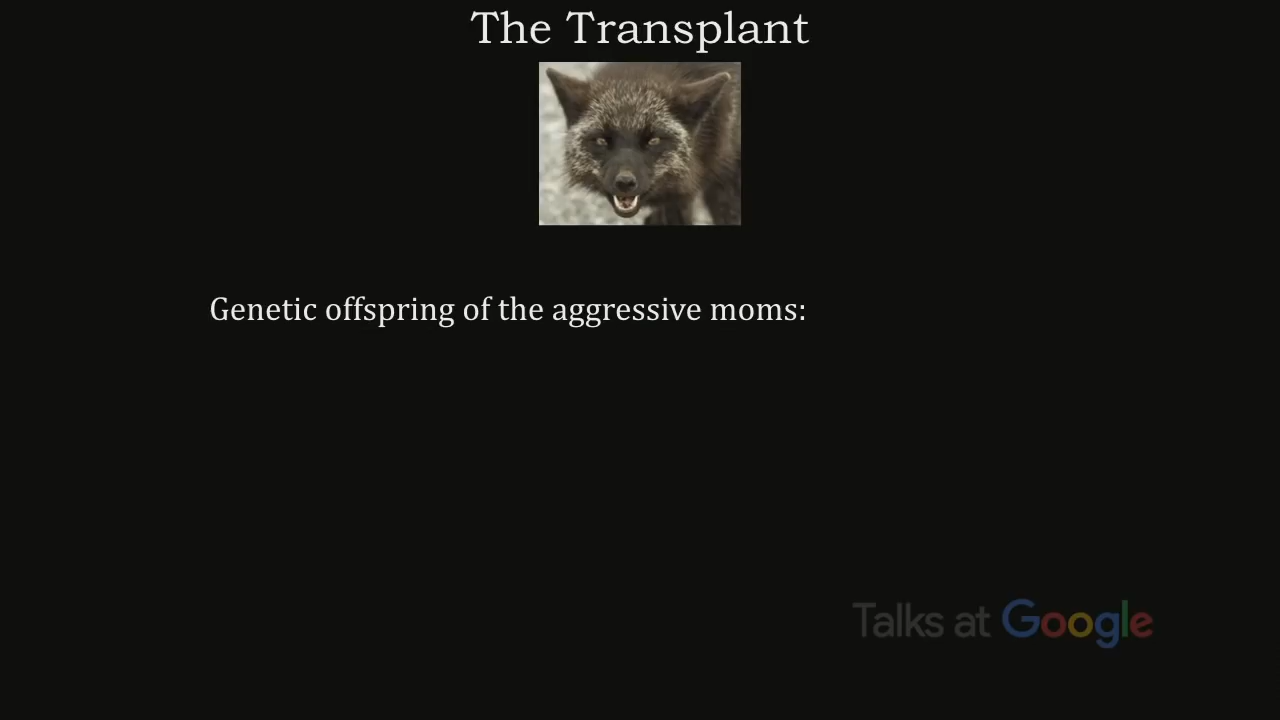 The Transplant
Genetic offspring of the aggressive moms:
Talks at Google